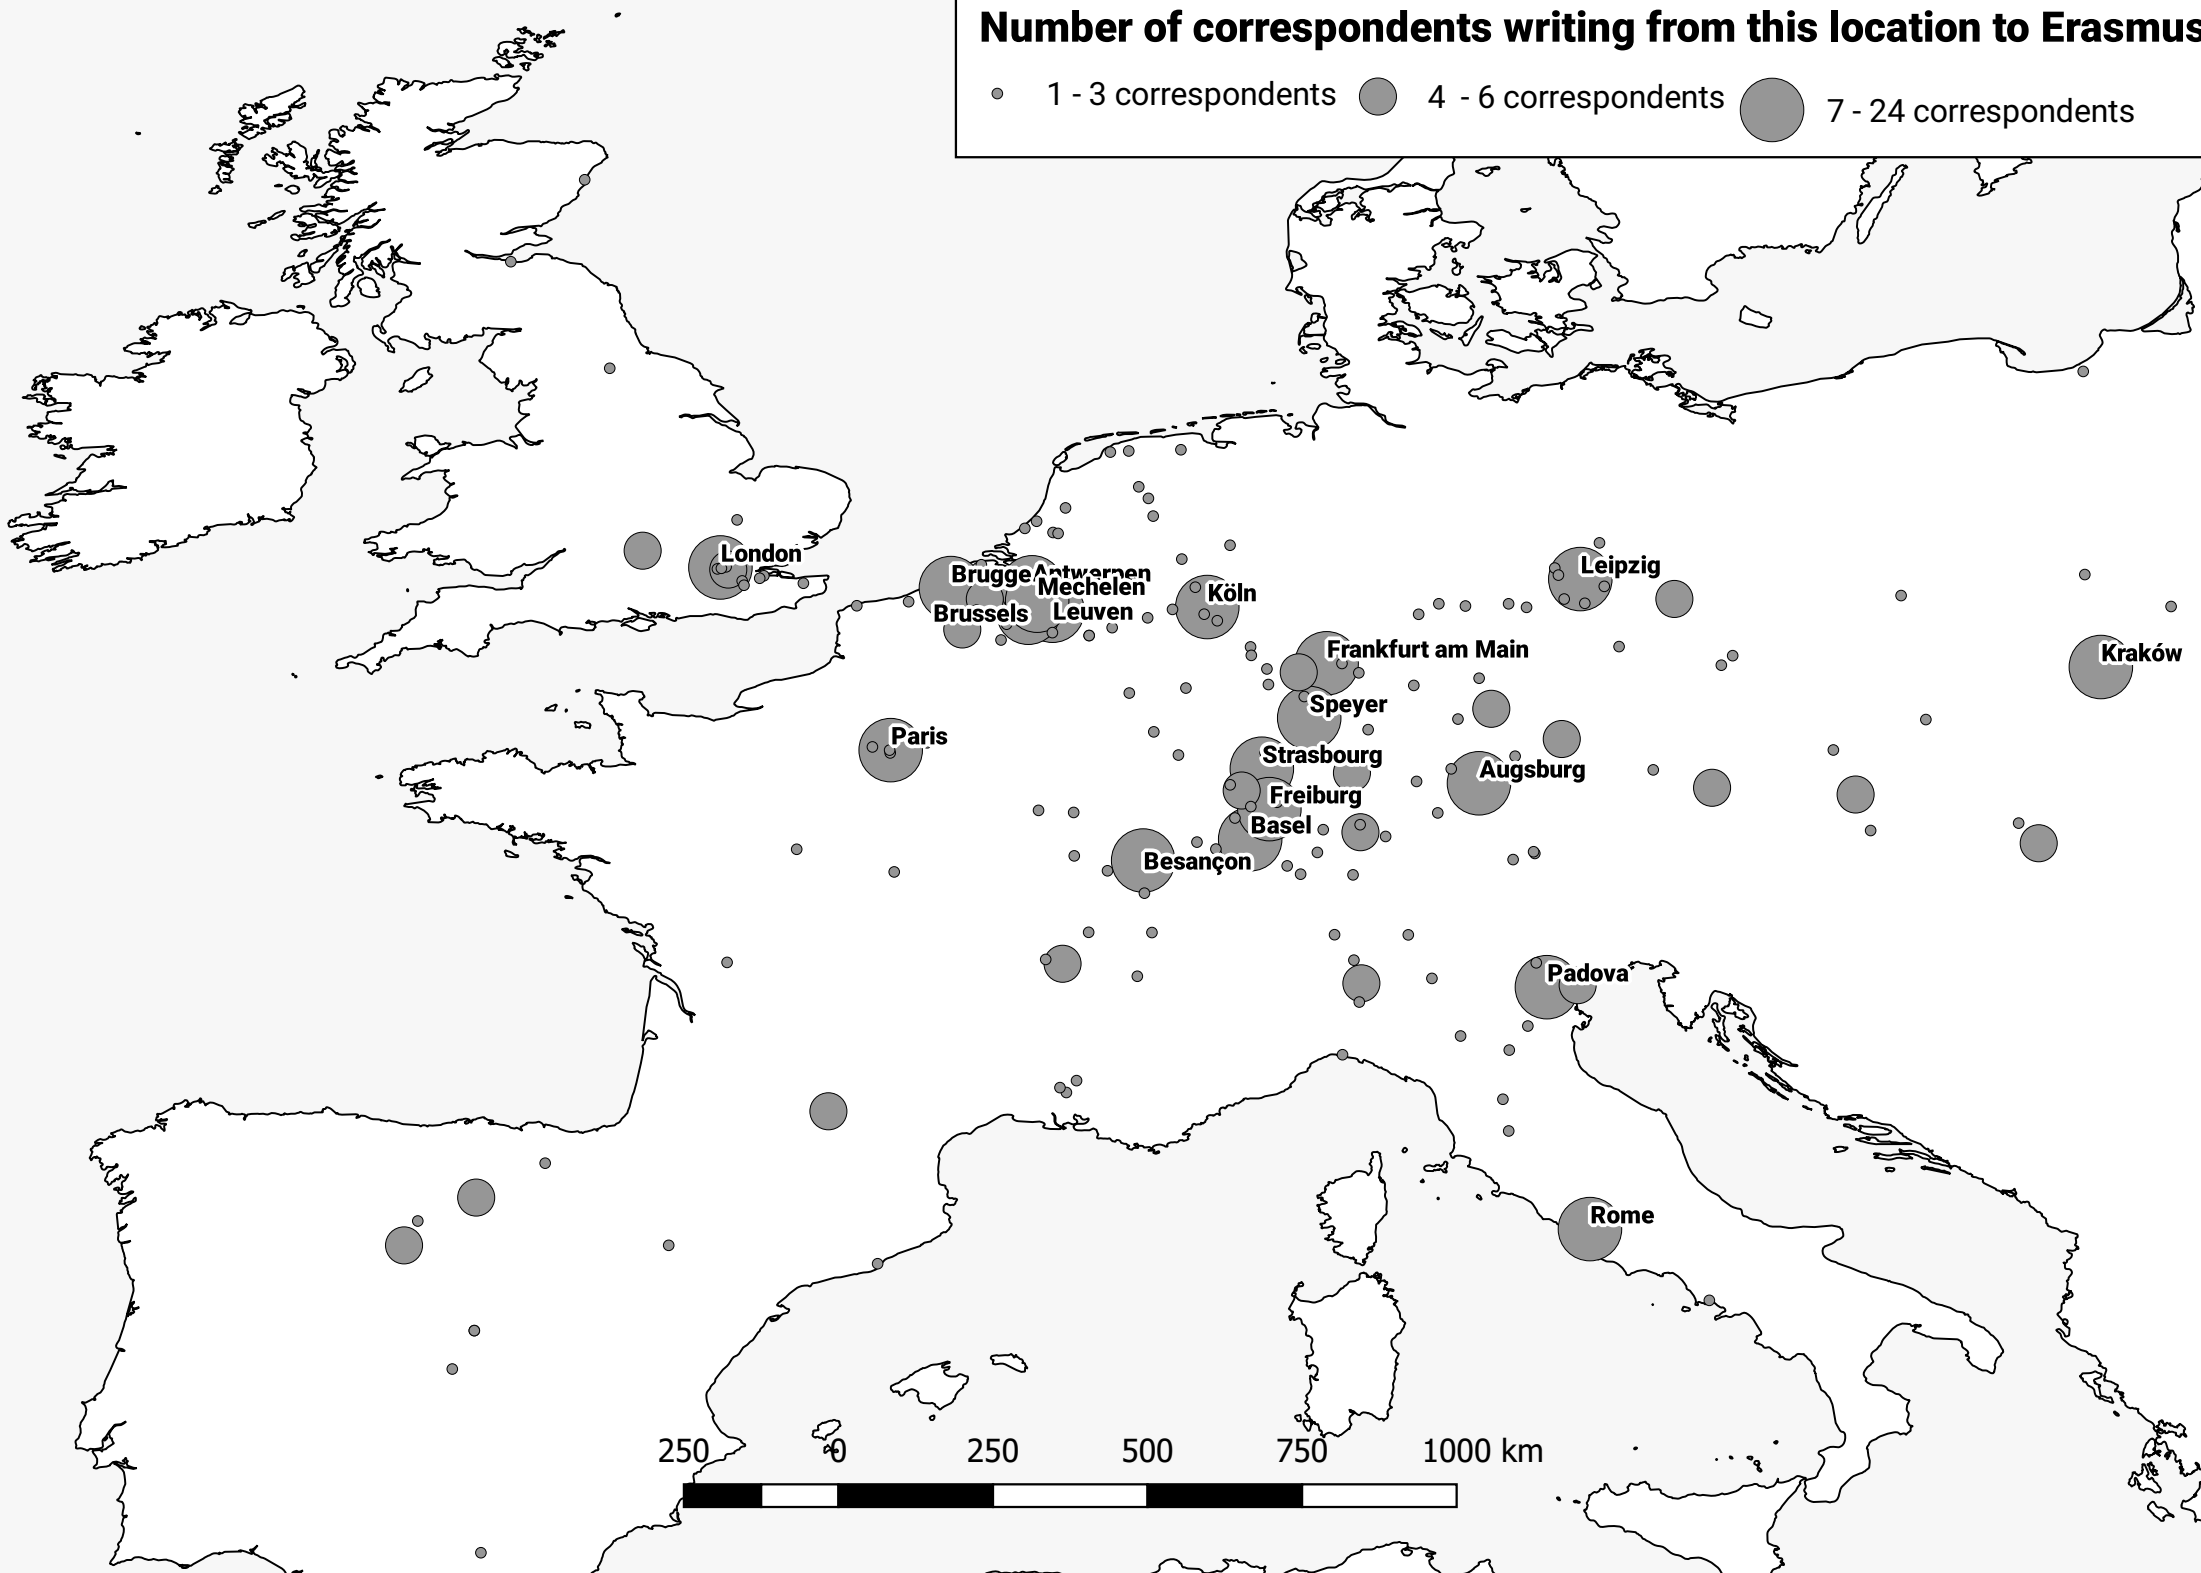 Number of correspondents writing from this location to Erasmus
1 - 3 correspondents
4 - 6 correspondents
7 - 24 correspondents
London
Brugge
Antwerpen
Mechelen
Brussels
Leuven
Köln
Leipzig
Frankfurt am Main
Kraków
Speyer
Paris
Strasbourg
Augsburg
Freiburg
Basel
Besançon
Padova
Rome
250 0 250 500 750 1000 km